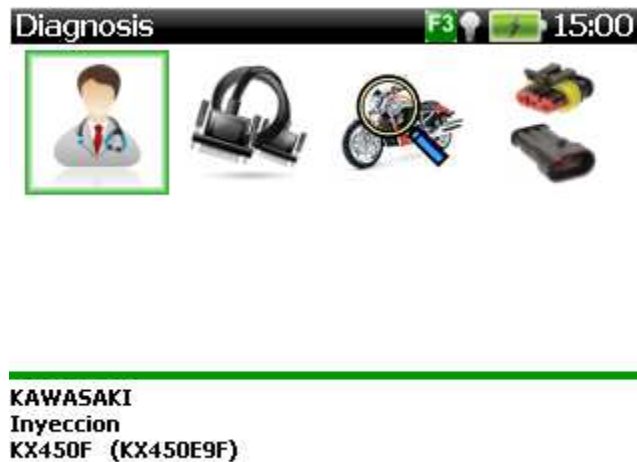 Diagnosis
F3
15:00
KAWASAKI
Inyeccion
KX450F (KX450E9F)